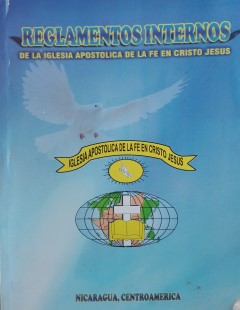 REGLAMENTOS INTERNOS
DE LA IGLESIA APOSTOLICA DE LA FE EN CRISTO JESUS
IGLESIA APOSTOLICA DE LA FE EN CRISTO JESUS
NICARAGUA, CENTROAMERICA